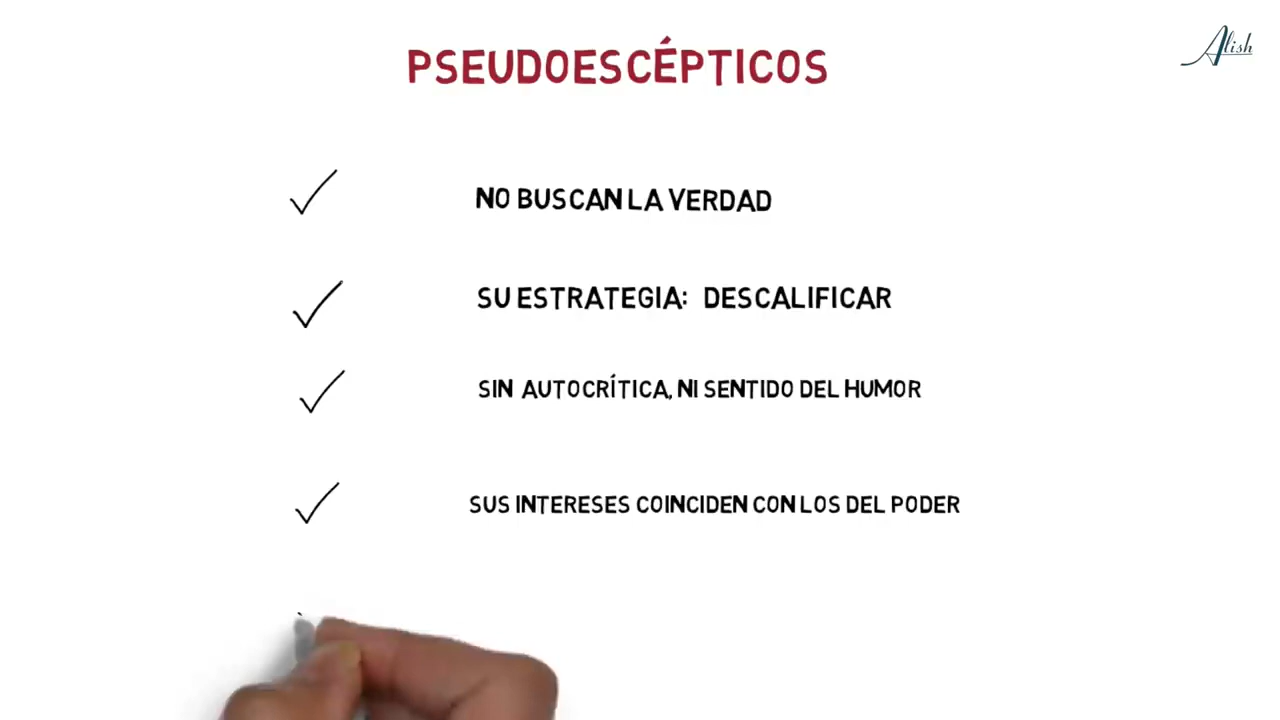 PSEUDOESCÉPTICOS
Alish
NO BUSCAN LA VERDAD
SU ESTRATEGIA: DESCALIFICAR
SIN AUTOCRÍTICA, NI SENTIDO DEL HUMOR
SUS INTERESES COINCIDEN CON LOS DEL PODER